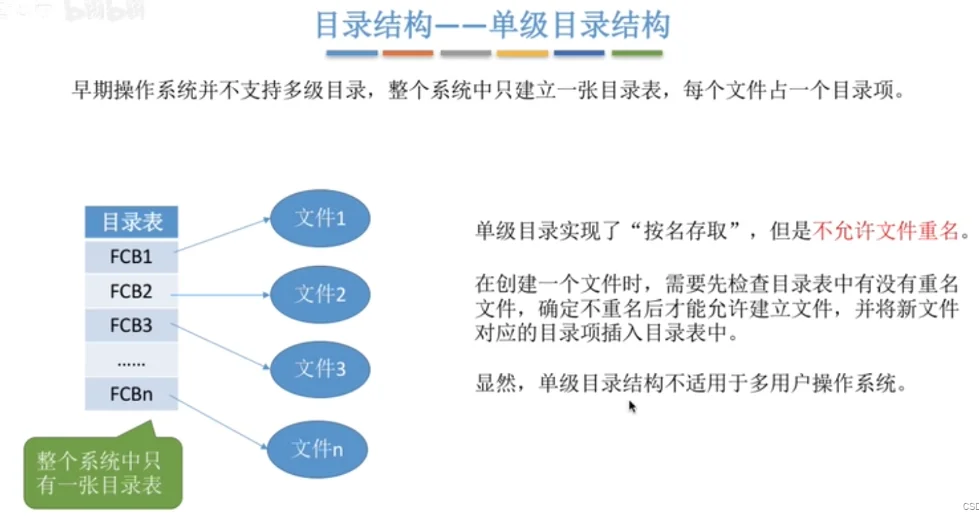 bilibili
目录结构——单级目录结构
早期操作系统并不支持多级目录，整个系统中只建立一张目录表，每个文件占一个目录项。
目录表
FCB1
FCB2
FCB3
……
FCBn
文件1
文件2
文件3
文件n
整个系统中只
有一张目录表
单级目录实现了“按名存取”，但是不允许文件重名。
在创建一个文件时，需要先检查目录表中有没有重名
文件，确定不重名后才能允许建立文件，并将新文件
对应的目录项插入目录表中。
显然，单级目录结构不适用于多用户操作系统。